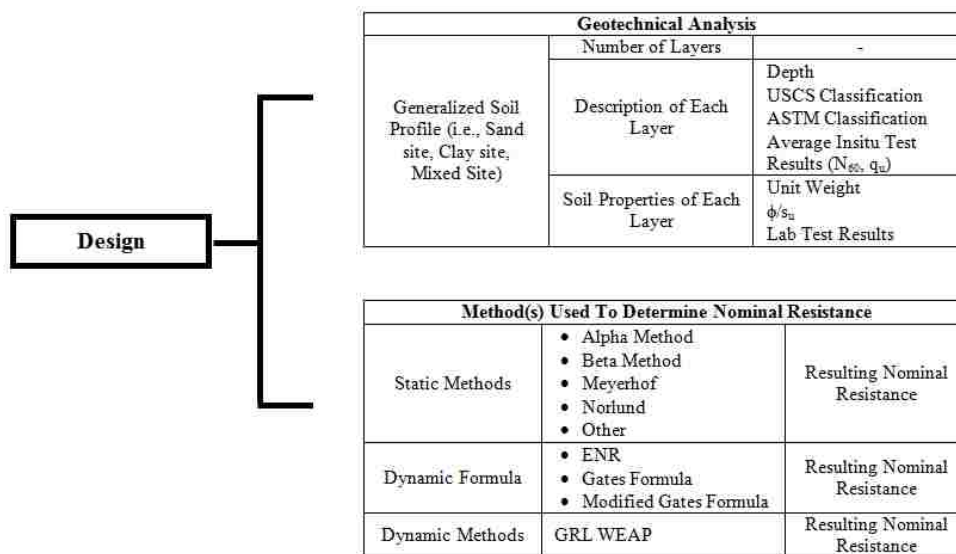 Geotechnical Analysis
Generalized Soil
Profile (i.e., Sand
site, Clay site,
Mixed Site)
Number of Layers
-
Description of Each
Layer
Depth
USCS Classification
ASTM Classification
Average Insitu Test
Results (N₆₀, qᵤ)
Soil Properties of Each
Layer
Unit Weight
ϕ/sᵤ
Lab Test Results
Design
Method(s) Used To Determine Nominal Resistance
Static Methods
• Alpha Method
• Beta Method
• Meyerhof
• Norlund
• Other
Resulting Nominal
Resistance
Dynamic Formula
• ENR
• Gates Formula
• Modified Gates Formula
Resulting Nominal
Resistance
Dynamic Methods
GRL WEAP
Resulting Nominal
Resistance